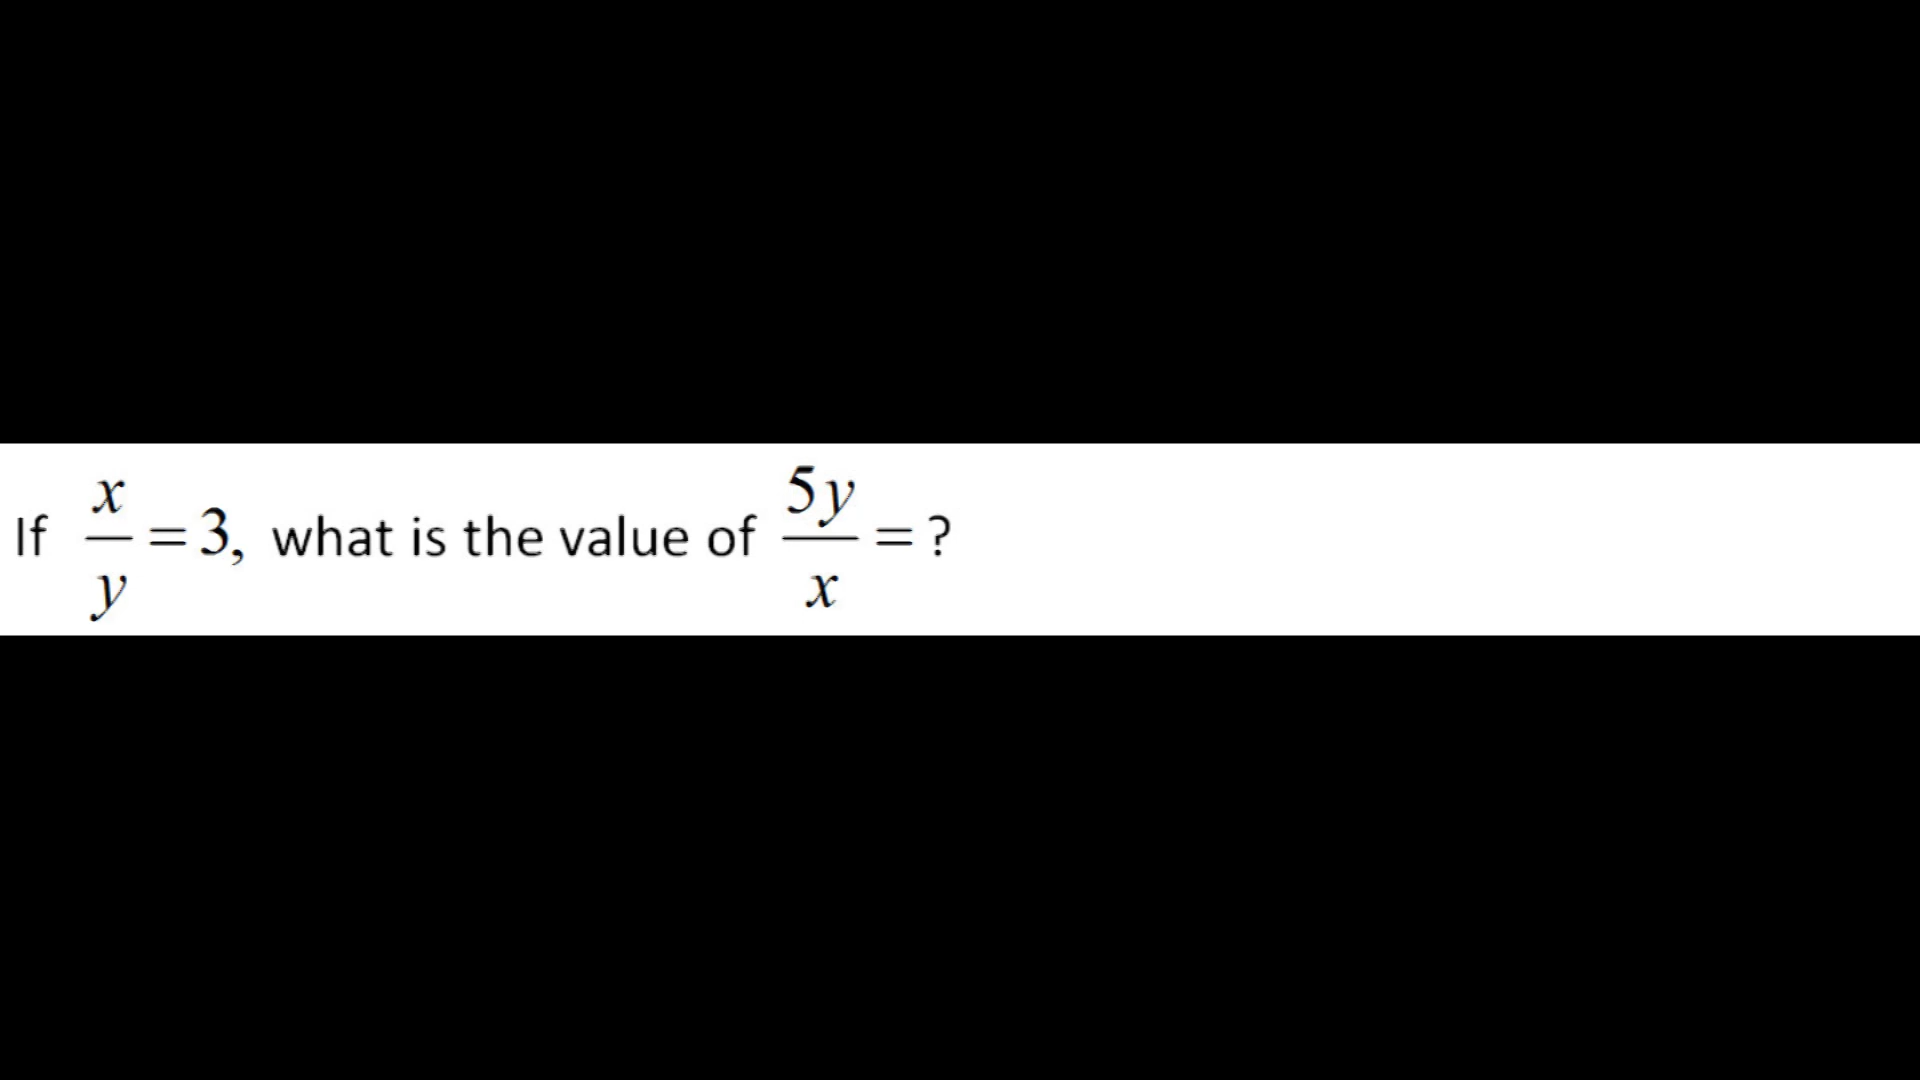 If x/y = 3, what is the value of 5y/x = ?